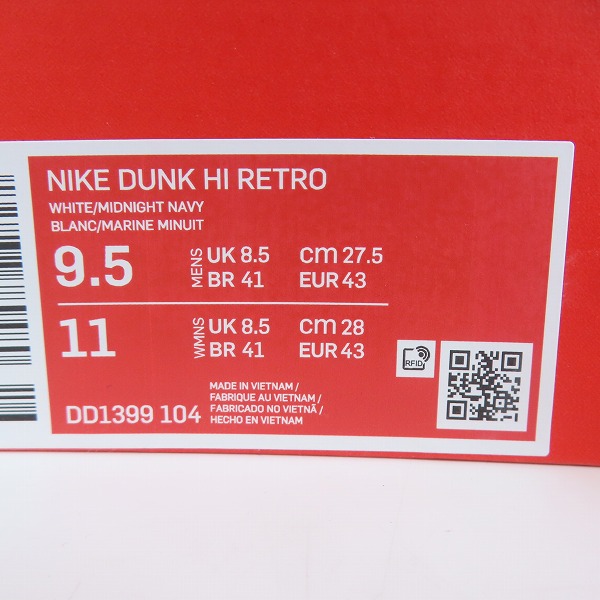 NIKE DUNK HI RETRO
WHITE/MIDNIGHT NAVY
BLANC/MARINE MINUIT
9.5 MENS UK 8.5 CM 27.5
BR 41 EUR 43
11 WMNS UK 8.5 CM 28
BR 41 EUR 43
RFID
DD1399 104
MADE IN VIETNAM /
FABRIQUE AU VIETNAM /
FABRICADO NO VIETNÃ /
HECHO EN VIETNAM